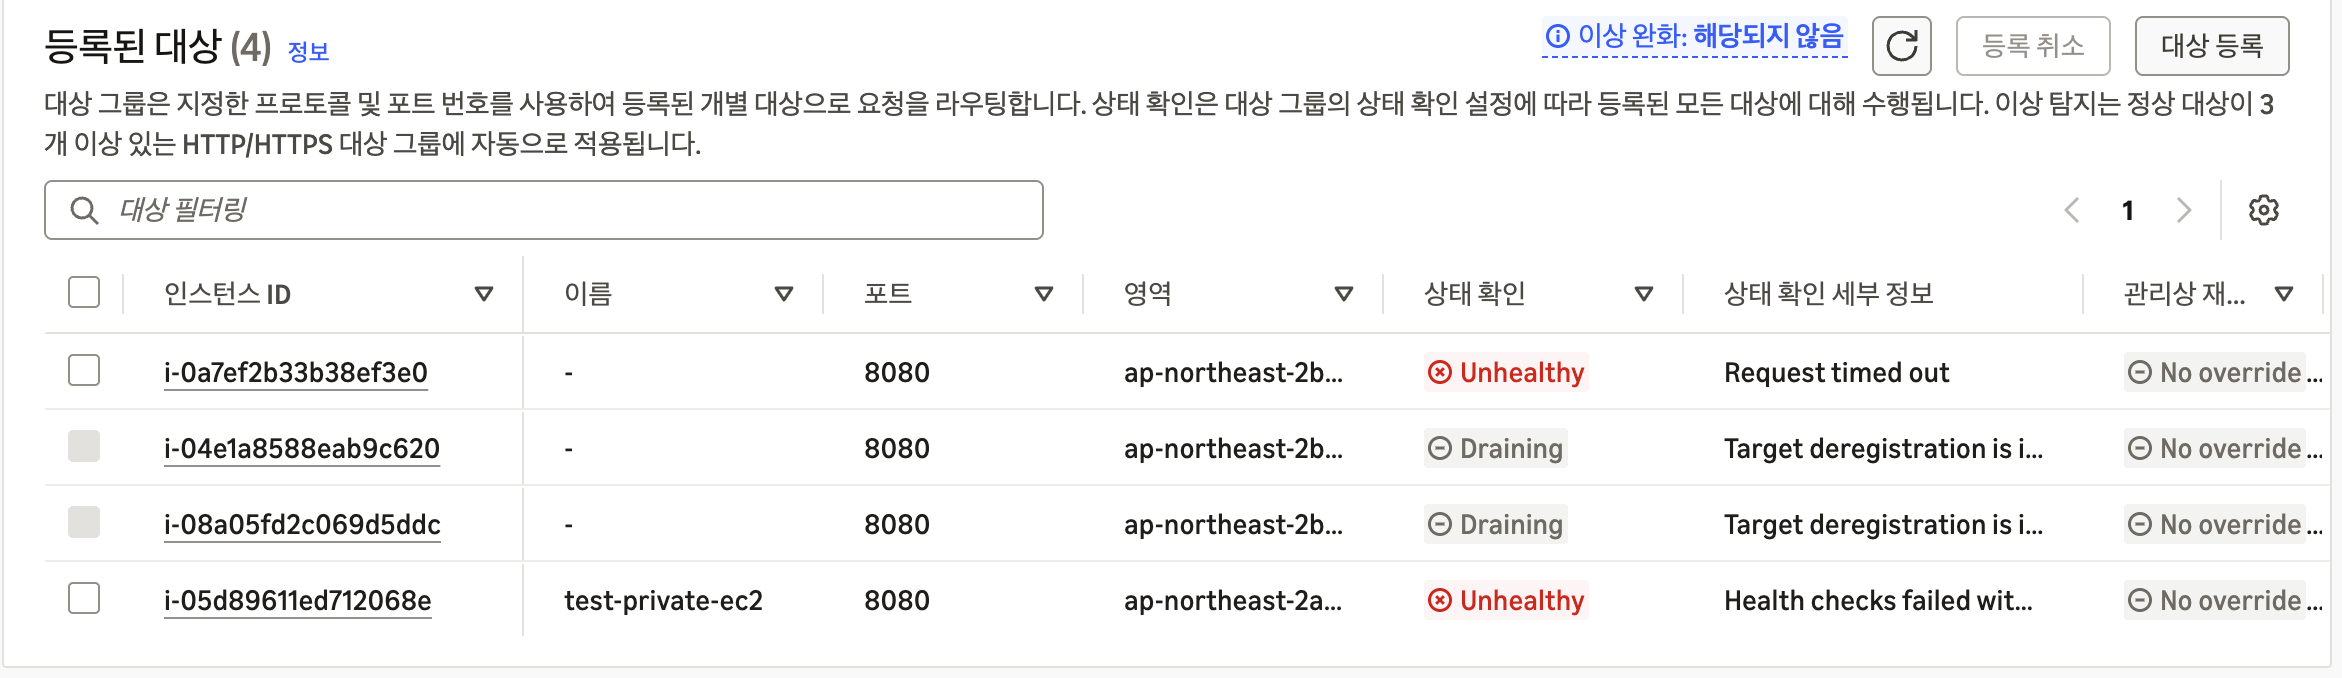 등록된 대상 (4) 정보
이상 완화: 해당되지 않음
등록 취소
대상 등록
대상 그룹은 지정한 프로토콜 및 포트 번호를 사용하여 등록된 개별 대상으로 요청을 라우팅합니다. 상태 확인은 대상 그룹의 상태 확인 설정에 따라 등록된 모든 대상에 대해 수행됩니다. 이상 탐지는 정상 대상이 3
개 이상 있는 HTTP/HTTPS 대상 그룹에 자동으로 적용됩니다.
대상 필터링
1
인스턴스 ID 이름 포트 영역 상태 확인 상태 확인 세부 정보 관리상 재...
i-0a7ef2b33b38ef3e0 - 8080 ap-northeast-2b... Unhealthy Request timed out No override...
i-04e1a8588eab9c620 - 8080 ap-northeast-2b... Draining Target deregistration is i... No override...
i-08a05fd2c069d5ddc - 8080 ap-northeast-2b... Draining Target deregistration is i... No override...
i-05d89611ed712068e test-private-ec2 8080 ap-northeast-2a... Unhealthy Health checks failed wit... No override...